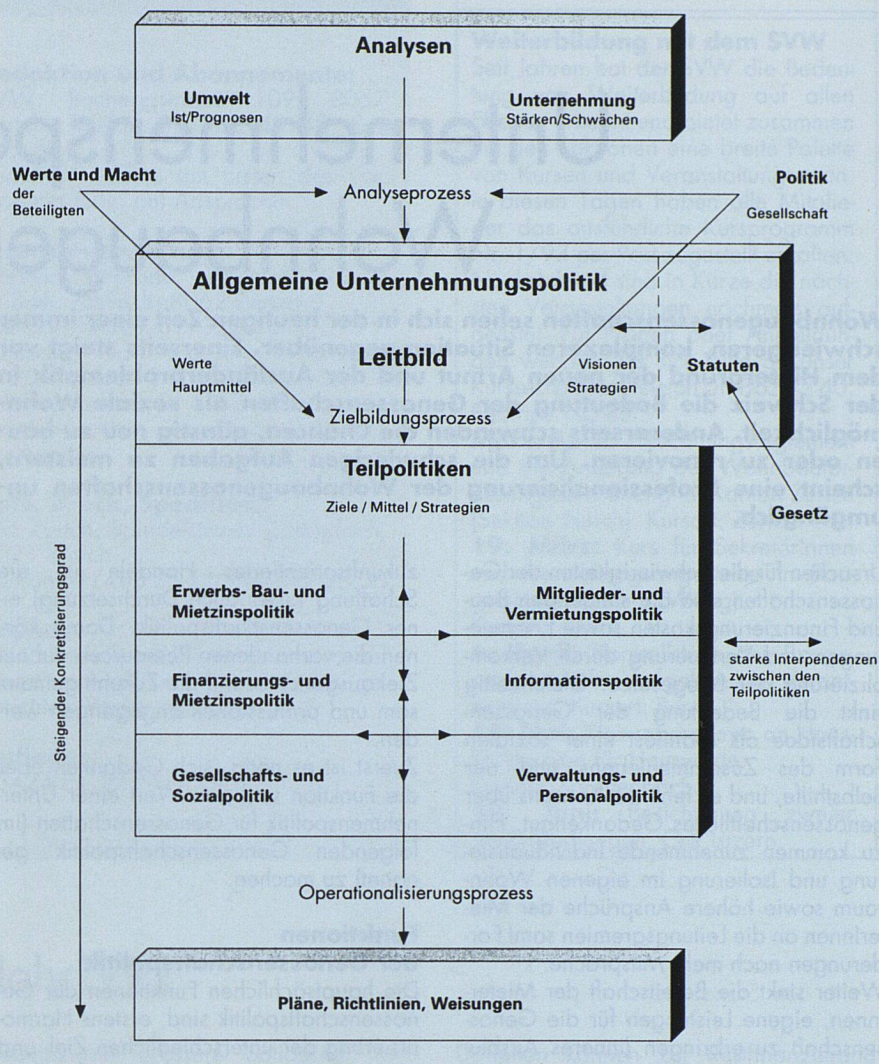 Analysen
Umwelt
Ist/Prognosen
Unternehmung
Stärken/Schwächen
Werte und Macht
der
Beteiligten
Analyseprozess
Politik
Gesellschaft
Allgemeine Unternehmungspolitik
Leitbild
Werte
Hauptmittel
Visionen
Strategien
Statuten
Zielbildungsprozess
Teilpolitiken
Ziele / Mittel / Strategien
Gesetz
Steigender Konkretisierungsgrad
Erwerbs- Bau- und
Mietzinspolitik
Mitglieder- und
Vermietungspolitik
starke Interpendenzen
zwischen den
Teilpolitiken
Finanzierungs- und
Mietzinspolitik
Informationspolitik
Gesellschafts- und
Sozialpolitik
Verwaltungs- und
Personalpolitik
Operationalisierungsprozess
Pläne, Richtlinien, Weisungen